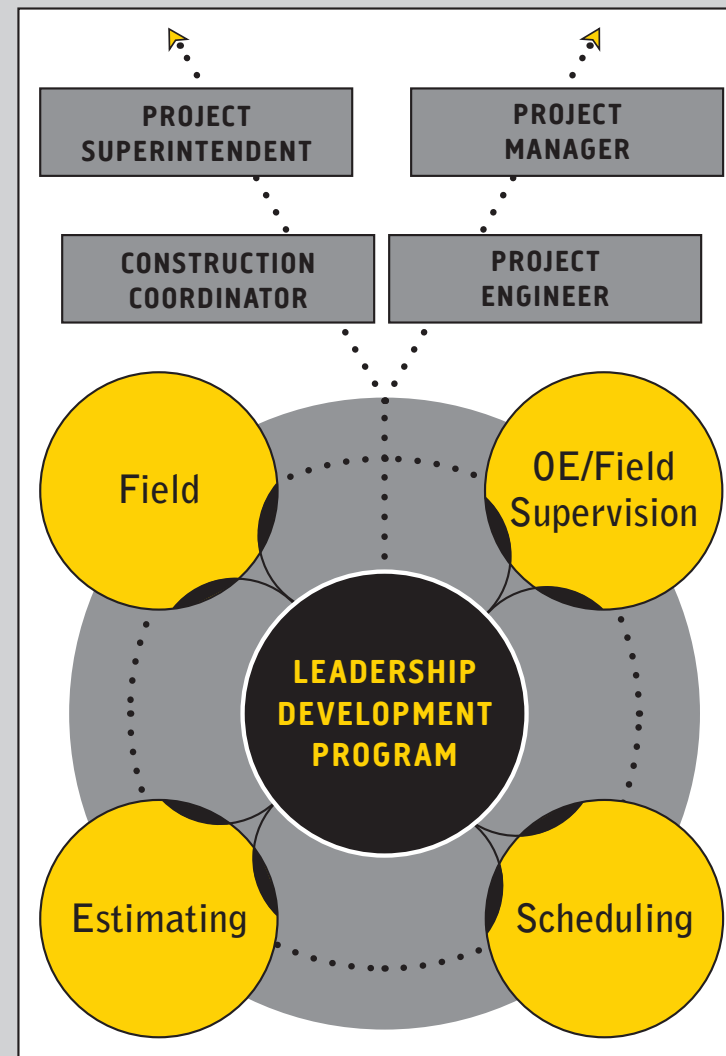 PROJECT
SUPERINTENDENT
PROJECT
MANAGER
CONSTRUCTION
COORDINATOR
PROJECT
ENGINEER
Field
OE/Field
Supervision
LEADERSHIP
DEVELOPMENT
PROGRAM
Estimating
Scheduling